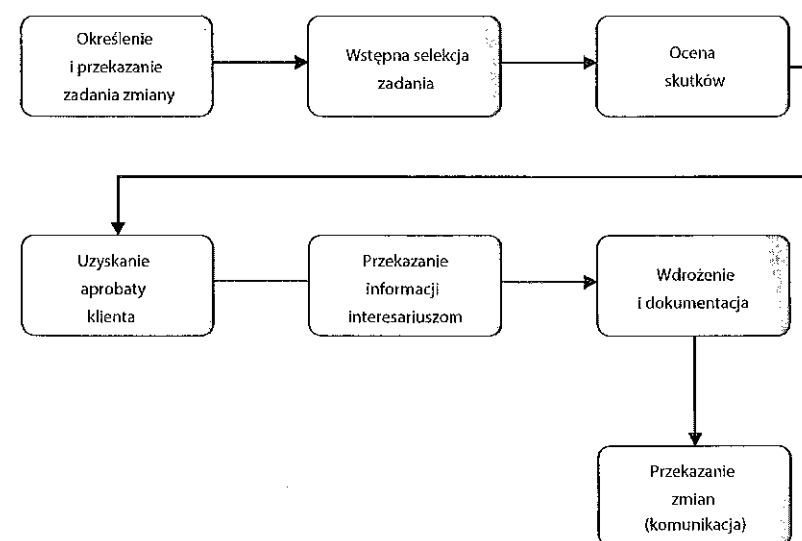 Określenie
i przekazanie
zadania zmiany
Wstępna selekcja
zadania
Ocena
skutków
Uzyskanie
aprobaty
klienta
Przekazanie
informacji
interesariuszom
Wdrożenie
i dokumentacja
Przekazanie
zmian
(komunikacja)